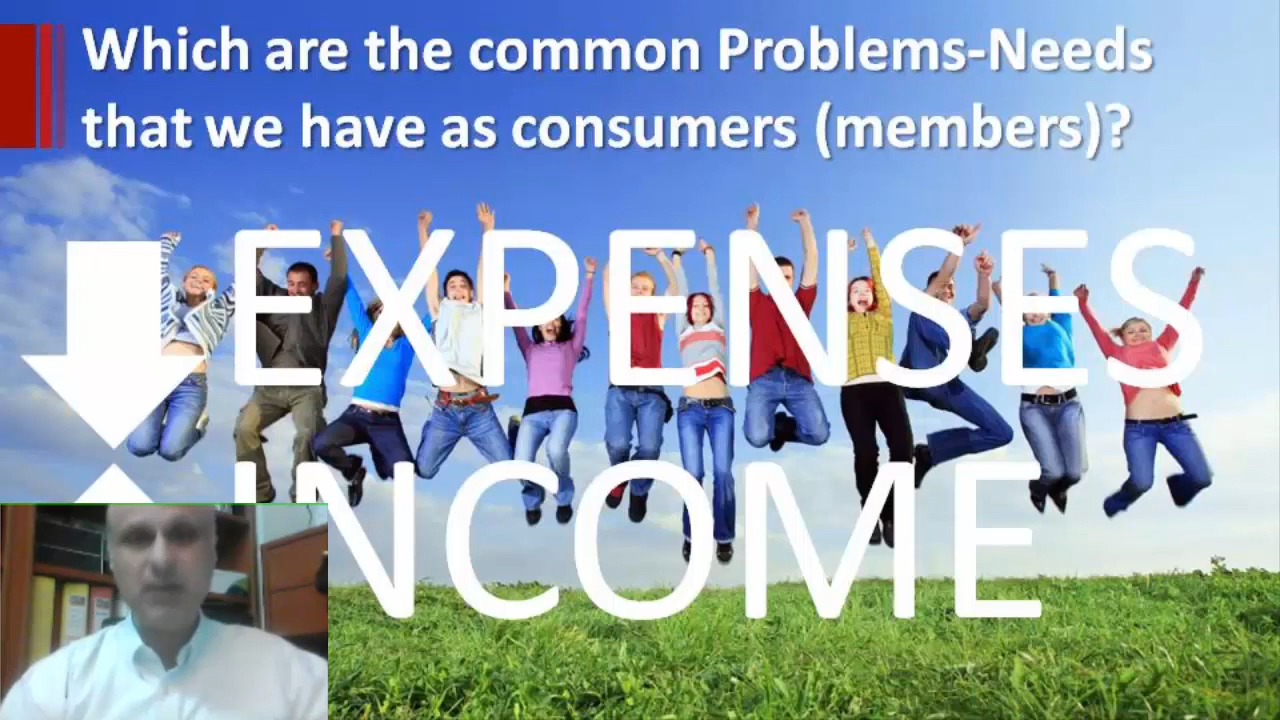 Which are the common Problems-Needs
that we have as consumers (members)?
EXPENSES
INCOME